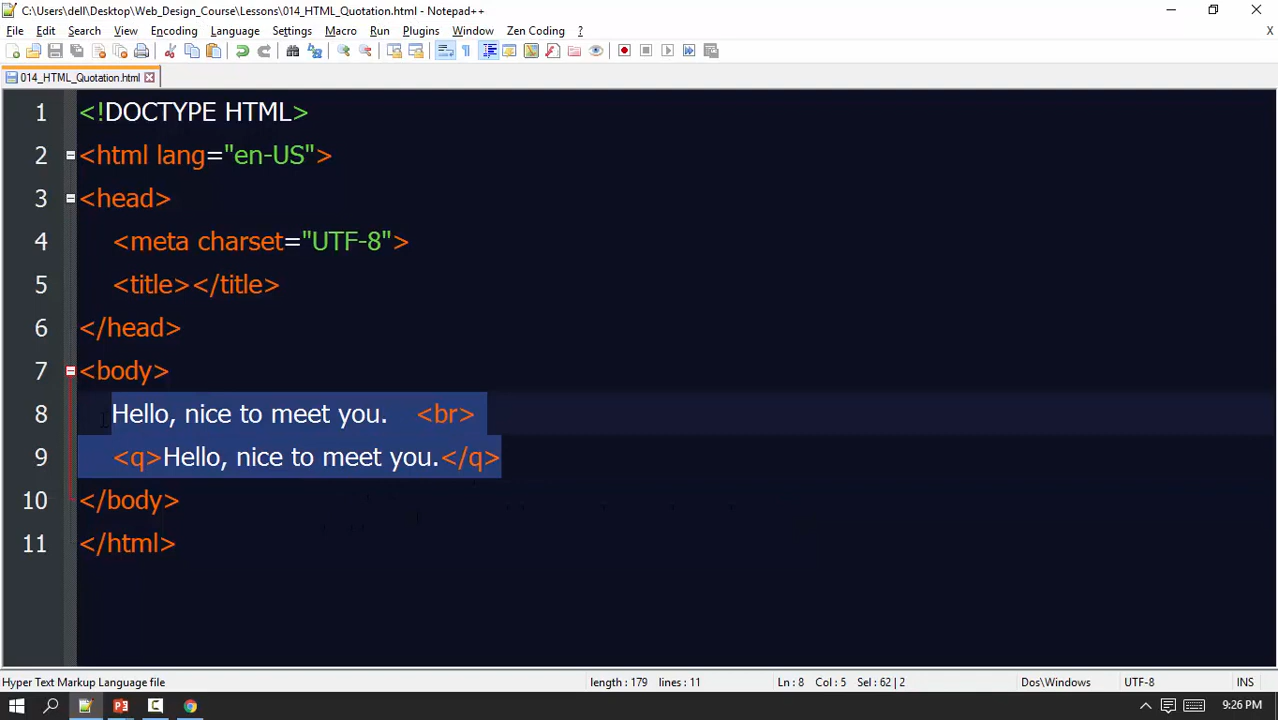 C:\Users\dell\Desktop\Web_Design_Course\Lessons\014_HTML_Quotation.html - Notepad++
File Edit Search View Encoding Language Settings Macro Run Plugins Window Zen Coding ? X
014_HTML_Quotation.html
1 <!DOCTYPE HTML>
2 <html lang="en-US">
3 <head>
4 <meta charset="UTF-8">
5 <title></title>
6 </head>
7 <body>
8 Hello, nice to meet you. <br>
9 <q>Hello, nice to meet you.</q>
10 </body>
11 </html>
Hyper Text Markup Language file length : 179 lines : 11 Ln : 8 Col : 5 Sel : 62 | 2 Dos\Windows UTF-8 INS
9:26 PM